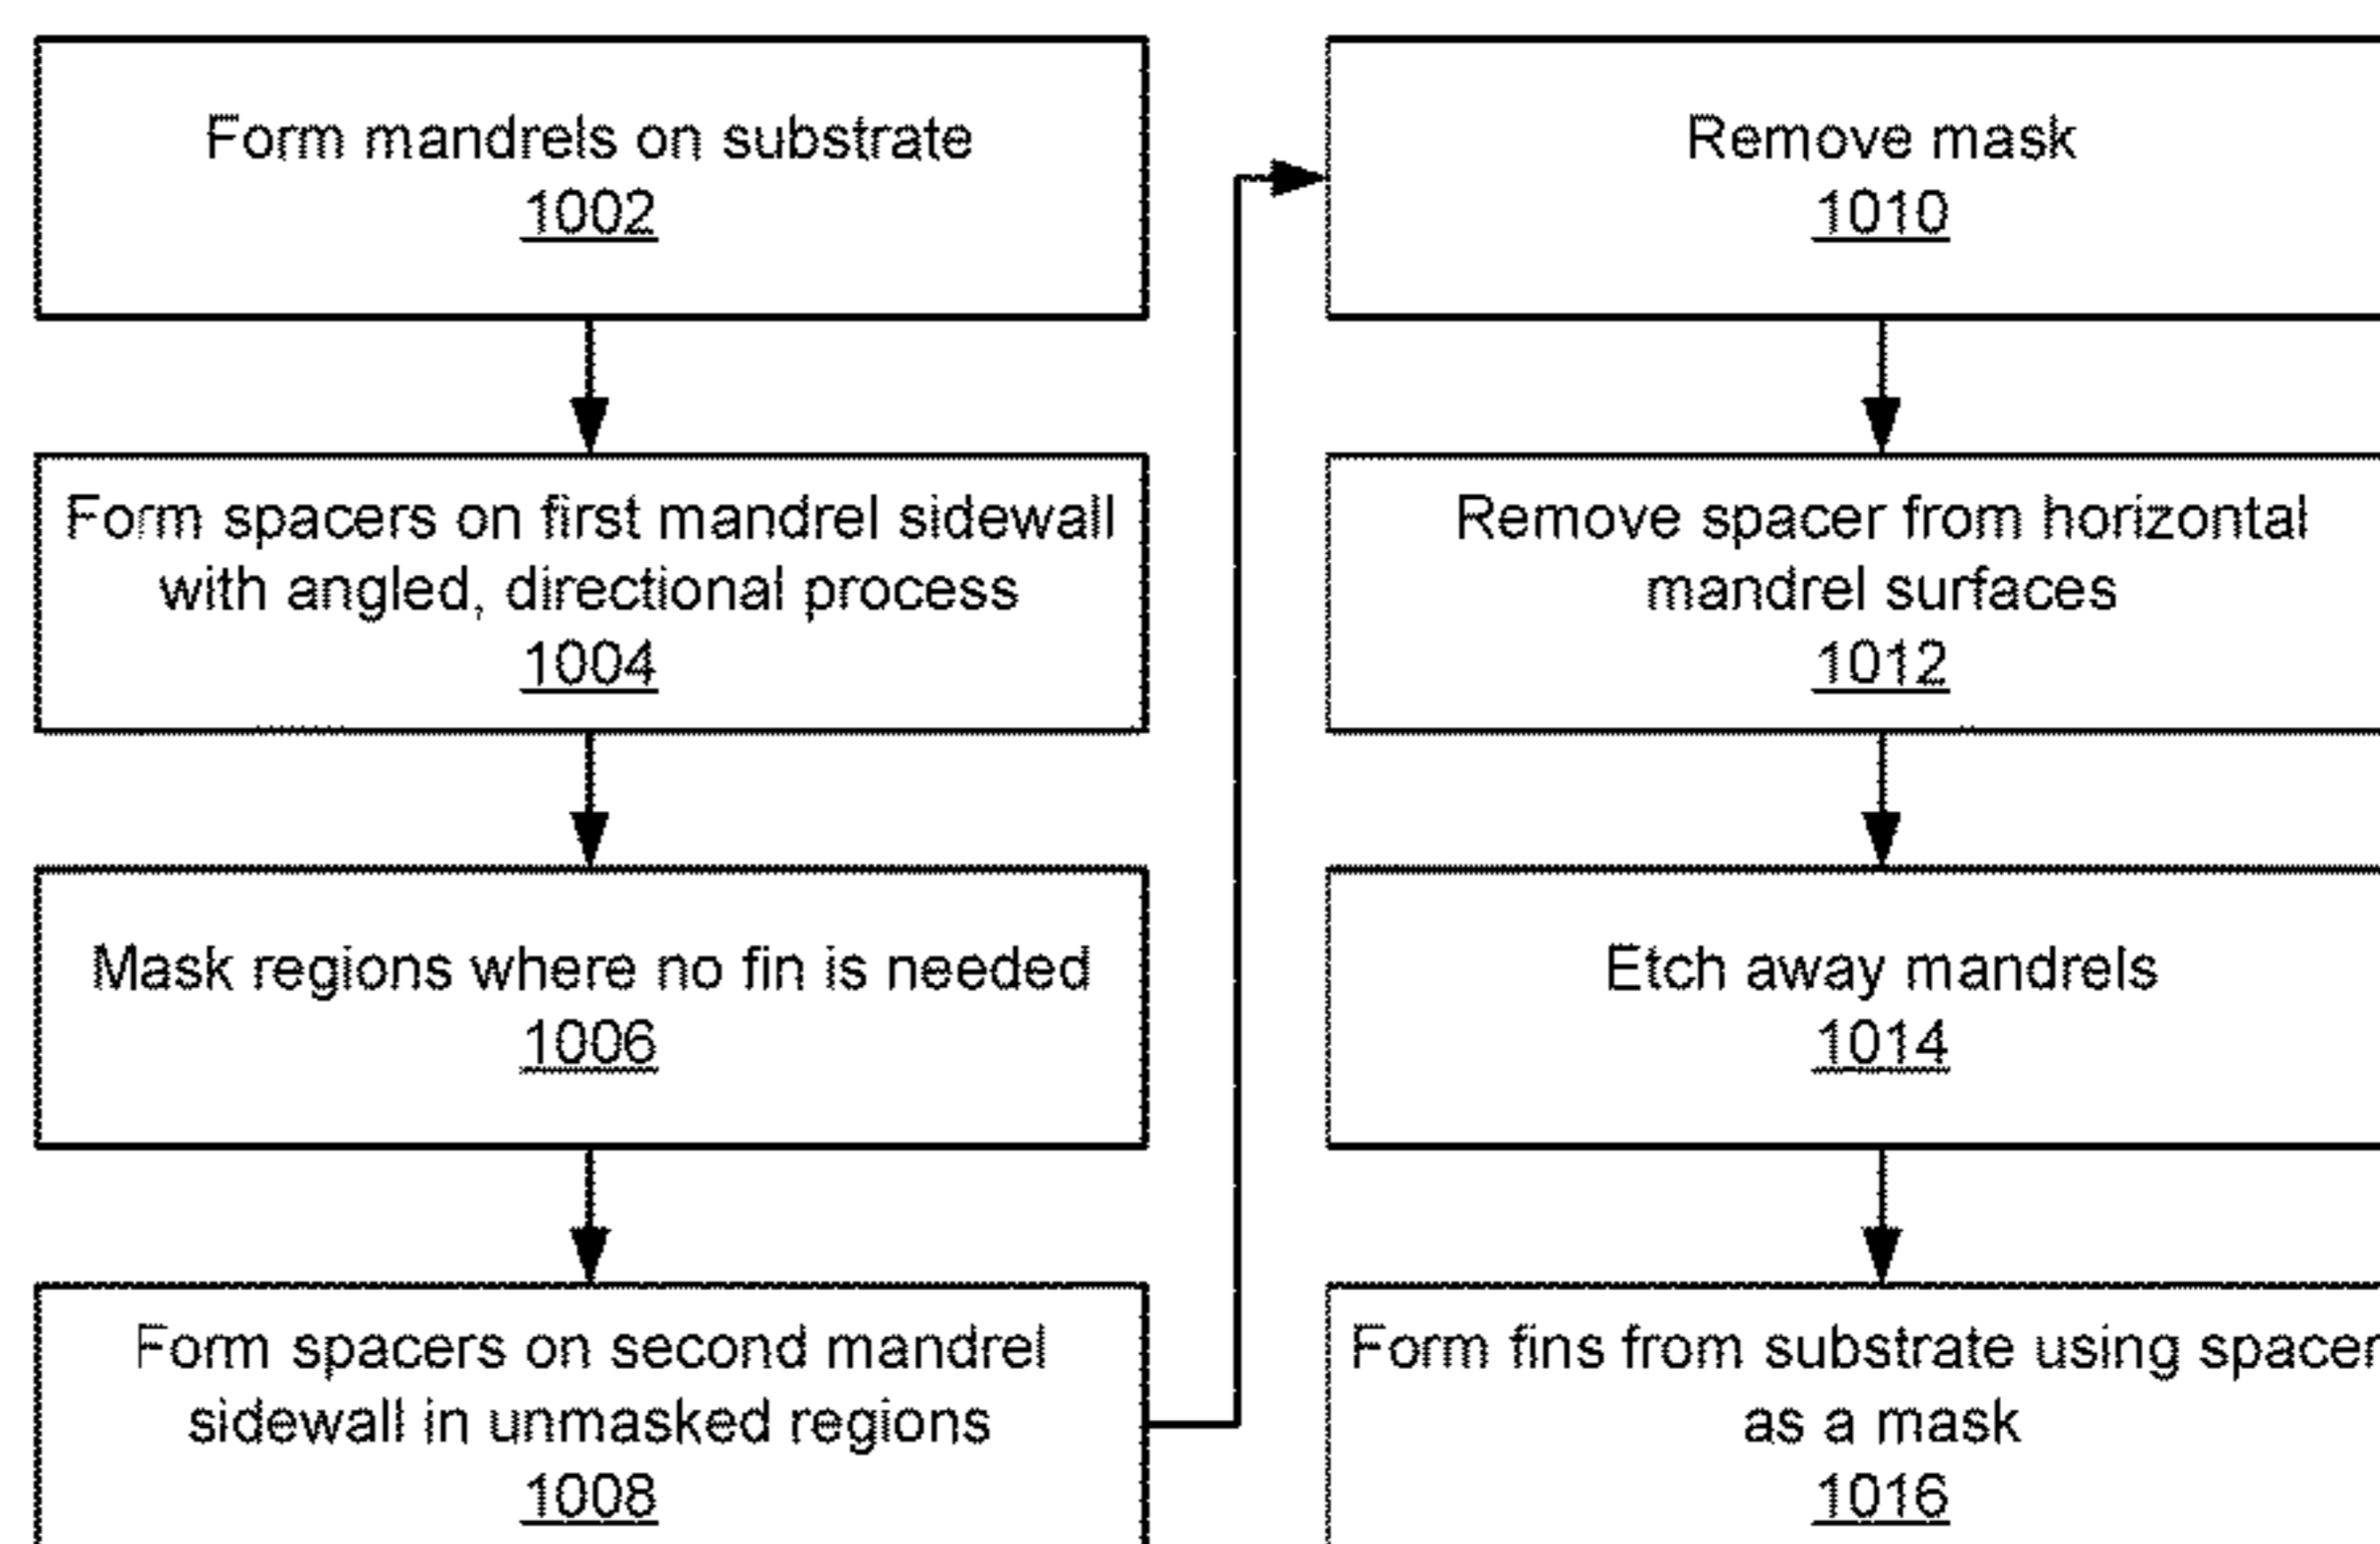 Form mandrels on substrate
1002
Form spacers on first mandrel sidewall
with angled, directional process
1004
Mask regions where no fin is needed
1006
Form spacers on second mandrel
sidewall in unmasked regions
1008
Remove mask
1010
Remove spacer from horizontal
mandrel surfaces
1012
Etch away mandrels
1014
Form fins from substrate using spacer
as a mask
1016